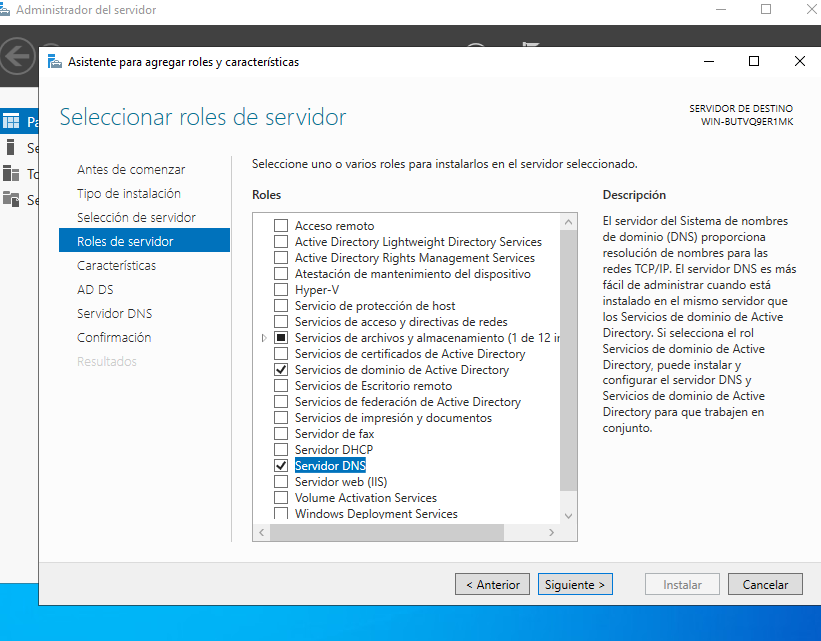 Administrador del servidor
Asistente para agregar roles y características
Seleccionar roles de servidor
SERVIDOR DE DESTINO
WIN-BUTVQ9ER1MK
Antes de comenzar
Tipo de instalación
Selección de servidor
Roles de servidor
Características
AD DS
Servidor DNS
Confirmación
Resultados
Seleccione uno o varios roles para instalarlos en el servidor seleccionado.
Roles
Acceso remoto
Active Directory Lightweight Directory Services
Active Directory Rights Management Services
Atestación de mantenimiento del dispositivo
Hyper-V
Servicio de protección de host
Servicios de acceso y directivas de redes
Servicios de archivos y almacenamiento (1 de 12 in
Servicios de certificados de Active Directory
Servicios de dominio de Active Directory
Servicios de Escritorio remoto
Servicios de federación de Active Directory
Servicios de impresión y documentos
Servidor de fax
Servidor DHCP
Servidor DNS
Servidor web (IIS)
Volume Activation Services
Windows Deployment Services
Descripción
El servidor del Sistema de nombres
de dominio (DNS) proporciona
resolución de nombres para las
redes TCP/IP. El servidor DNS es más
fácil de administrar cuando está
instalado en el mismo servidor que
los Servicios de dominio de Active
Directory. Si selecciona el rol
Servicios de dominio de Active
Directory, puede instalar y
configurar el servidor DNS y
Servicios de dominio de Active
Directory para que trabajen en
conjunto.
Pa
Se
To
Se
< Anterior
Siguiente >
Instalar
Cancelar